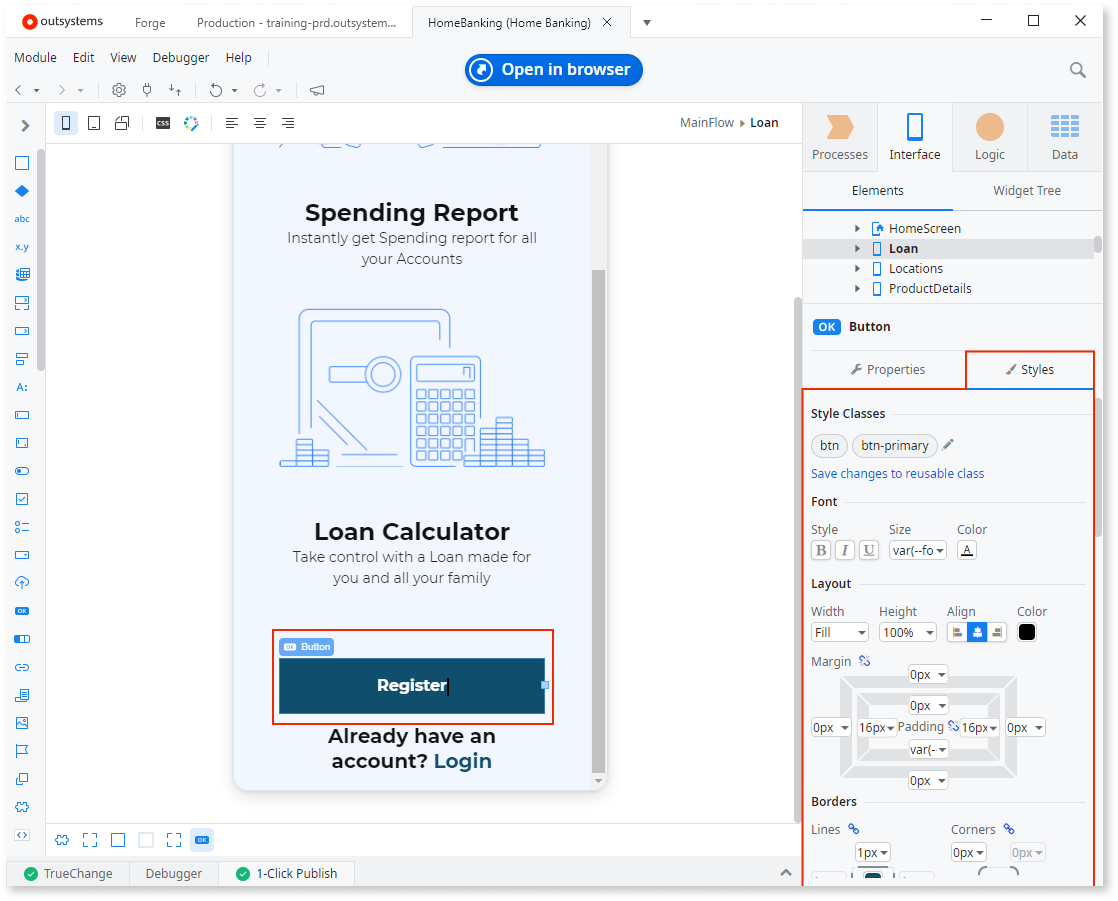 outsystems
Forge
Production - training-prd.outsystem...
HomeBanking (Home Banking)
Module Edit View Debugger Help
Open in browser
css
MainFlow Loan
Processes Interface Logic Data
Elements Widget Tree
HomeScreen
Loan
Locations
ProductDetails
OK Button
Properties Styles
Style Classes
btn btn-primary
Save changes to reusable class
Font
Style Size Color
B I U var(--fo A
Layout
Width Height Align Color
Fill 100%
Margin
0px
0px
0px 16px Padding 16px 0px
var(-
0px
Borders
Lines Corners
1px 0px 0px
abc
x.y
A:
OK
Spending Report
Instantly get Spending report for all
your Accounts
Loan Calculator
Take control with a Loan made for
you and all your family
OK Button
Register
Already have an
account? Login
OK
TrueChange Debugger 1-Click Publish